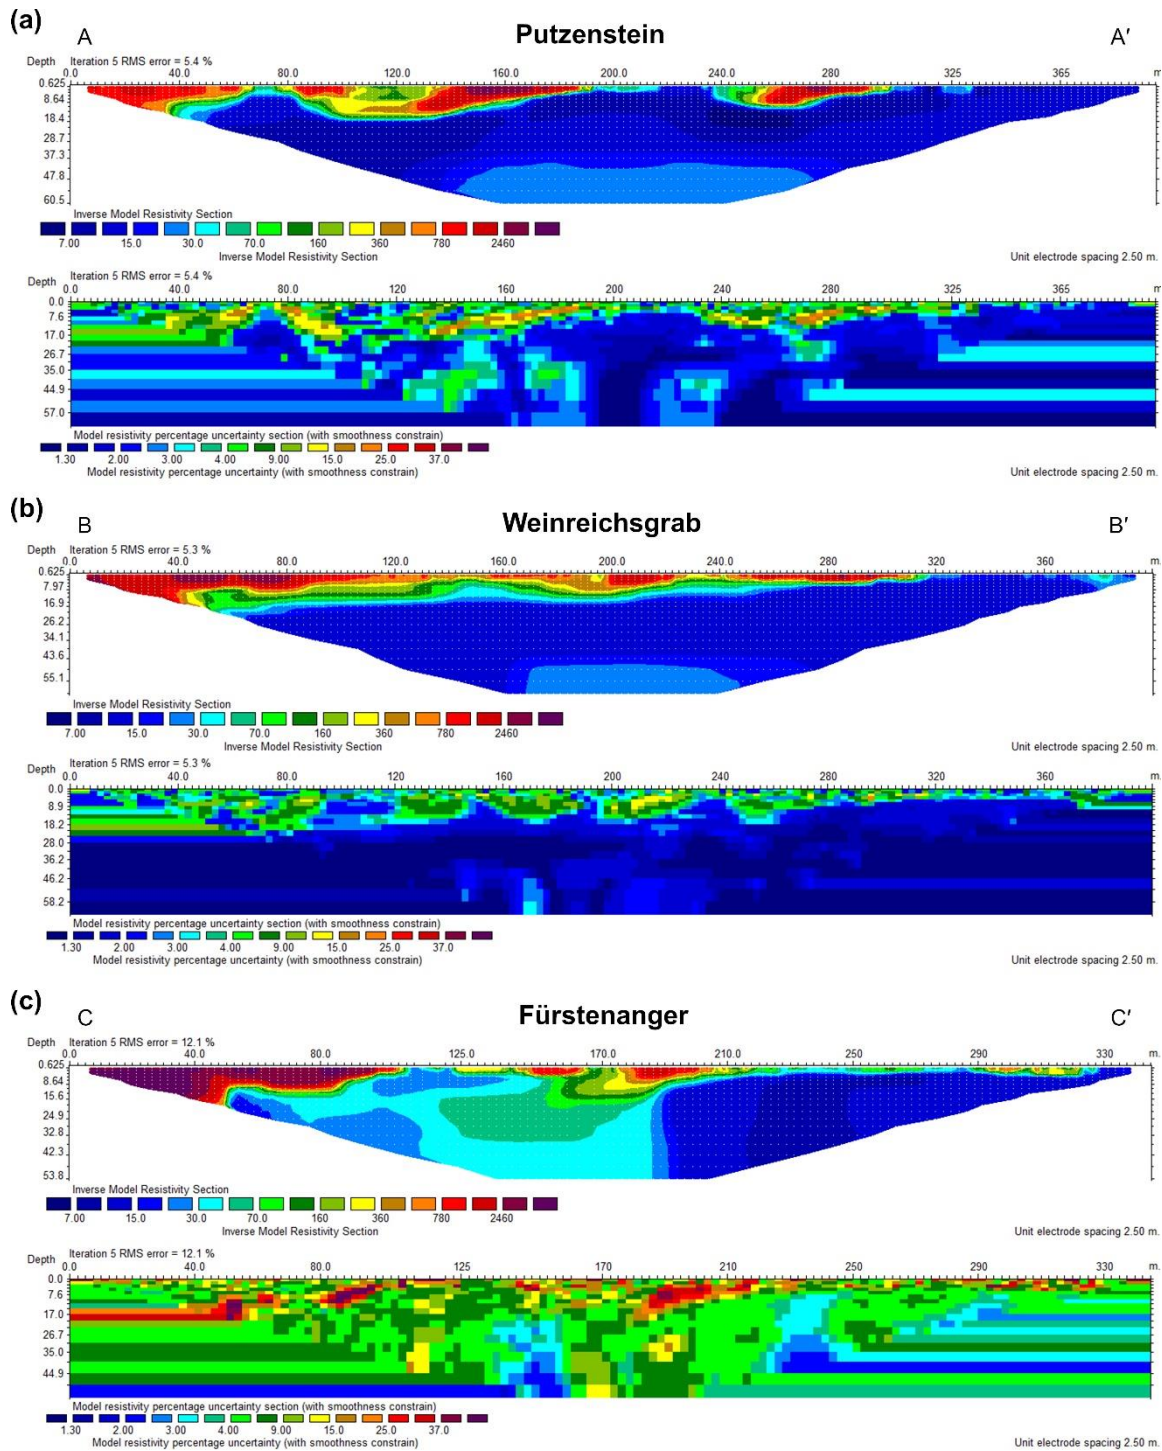 (a)
A Putzenstein A′
Depth Iteration 5 RMS error = 5.4 %
0.0 40.0 80.0 120.0 160.0 200.0 240.0 280 325 365 m.
0.625
8.64
18.4
28.7
37.3
47.8
60.5
Inverse Model Resistivity Section
7.00 15.0 30.0 70.0 160 360 780 2460
Inverse Model Resistivity Section
Unit electrode spacing 2.50 m.
Depth Iteration 5 RMS error = 5.4 %
0.0 40.0 80.0 120 160 200 240 280 325 365 m.
0.0
7.6
17.0
26.7
35.0
44.9
57.0
Model resistivity percentage uncertainty section (with smoothness constrain)
1.30 2.00 3.00 4.00 9.00 15.0 25.0 37.0
Model resistivity percentage uncertainty (with smoothness constrain)
Unit electrode spacing 2.50 m.
(b)
B Weinreichsgrab B′
Depth Iteration 5 RMS error = 5.3 %
0.0 40.0 80.0 120.0 160.0 200.0 240.0 280 320 360 m.
0.625
7.97
16.9
26.2
34.1
43.6
55.1
Inverse Model Resistivity Section
7.00 15.0 30.0 70.0 160 360 780 2460
Inverse Model Resistivity Section
Unit electrode spacing 2.50 m.
Depth Iteration 5 RMS error = 5.3 %
0.0 40.0 80.0 120 160 200 240 280 320 360 m.
0.0
8.9
18.2
28.0
36.2
46.2
58.2
Model resistivity percentage uncertainty section (with smoothness constrain)
1.30 2.00 3.00 4.00 9.00 15.0 25.0 37.0
Model resistivity percentage uncertainty (with smoothness constrain)
Unit electrode spacing 2.50 m.
(c)
C Fürstenanger C′
Depth Iteration 5 RMS error = 12.1 %
0.0 40.0 80.0 125.0 170.0 210.0 250 290 330 m.
0.625
8.64
15.6
24.9
32.8
42.3
53.8
Inverse Model Resistivity Section
7.00 15.0 30.0 70.0 160 360 780 2460
Inverse Model Resistivity Section
Unit electrode spacing 2.50 m.
Depth Iteration 5 RMS error = 12.1 %
0.0 40.0 80.0 125 170 210 250 290 330 m.
0.0
7.6
17.0
26.7
35.0
44.9
Model resistivity percentage uncertainty section (with smoothness constrain)
1.30 2.00 3.00 4.00 9.00 15.0 25.0 37.0
Model resistivity percentage uncertainty (with smoothness constrain)
Unit electrode spacing 2.50 m.